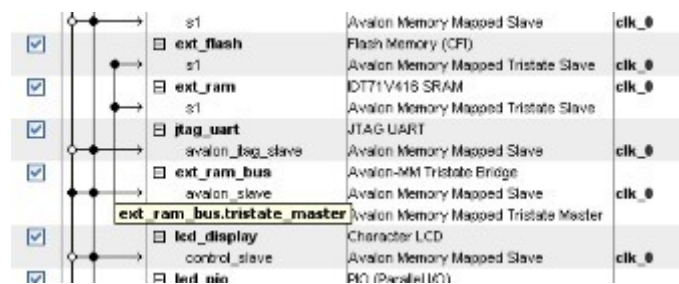 s1 Avalon Memory Mapped Slave clk_0
ext_flash Flash Memory (CFI)
s1 Avalon Memory Mapped Tristate Slave clk_0
ext_ram IDT71V416 SRAM clk_0
s1 Avalon Memory Mapped Tristate Slave
jtag_uart JTAG UART
avalon_jtag_slave Avalon Memory Mapped Slave clk_0
ext_ram_bus Avalon-MM Tristate Bridge
avalon_slave Avalon Memory Mapped Slave clk_0
ext_ram_bus.tristate_master Avalon Memory Mapped Tristate Master
lcd_display Character LCD
control_slave Avalon Memory Mapped Slave clk_0
led_pio PIO (Parallel I/O)